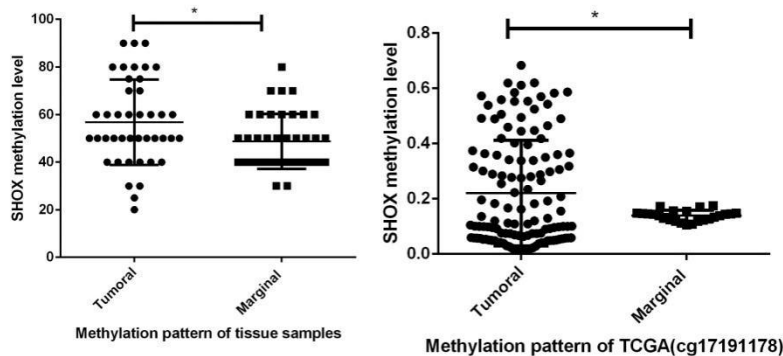 *
SHOX methylation level
100
80
60
40
20
0
Tumoral
Marginal
Methylation pattern of tissue samples
*
SHOX methylation level
0.8
0.6
0.4
0.2
0.0
Tumoral
Marginal
Methylation pattern of TCGA(cg17191178)